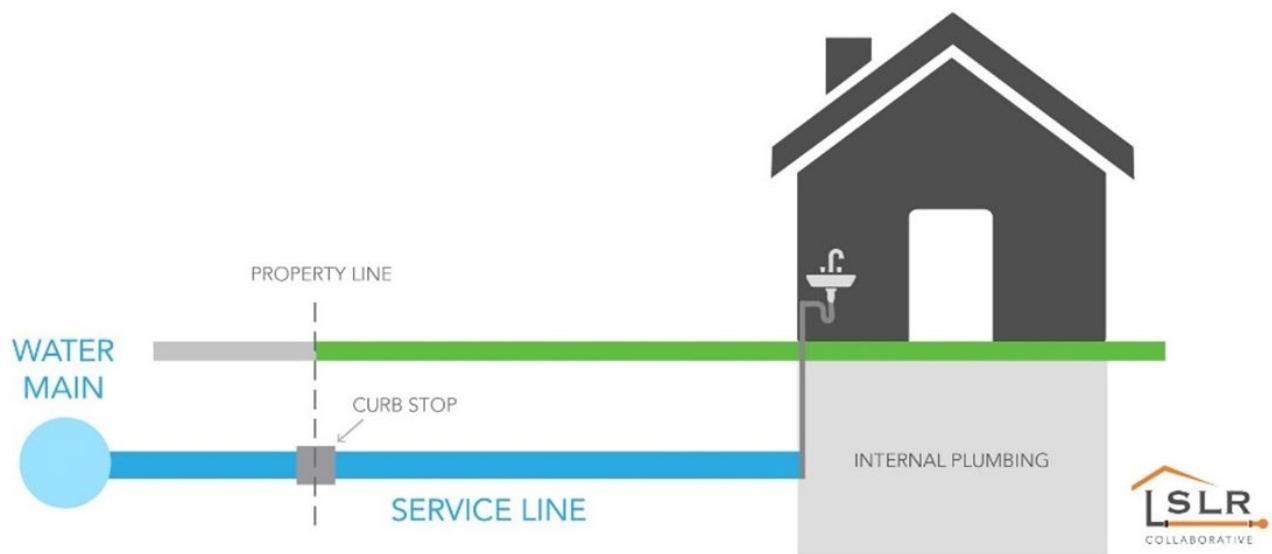 PROPERTY LINE
WATER
MAIN
CURB STOP
INTERNAL PLUMBING
SERVICE LINE
LSLR
COLLABORATIVE